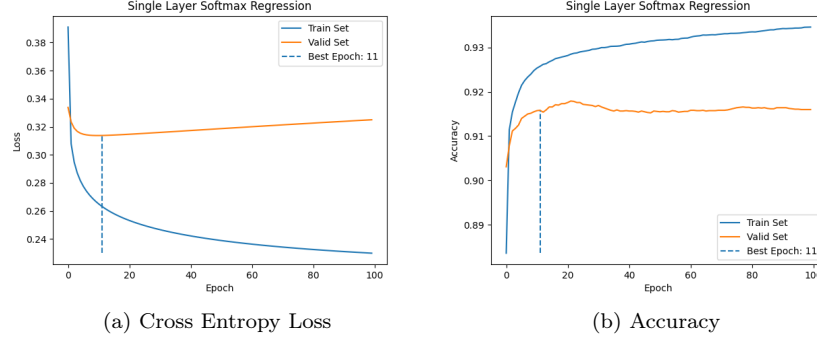 Single Layer Softmax Regression
Train Set
Valid Set
Best Epoch: 11
0.38
0.36
0.34
0.32
0.30
0.28
0.26
0.24
Loss
0
20
40
60
80
100
Epoch
(a) Cross Entropy Loss
Single Layer Softmax Regression
0.93
0.92
0.91
0.90
0.89
Accuracy
Train Set
Valid Set
Best Epoch: 11
0
20
40
60
80
100
Epoch
(b) Accuracy